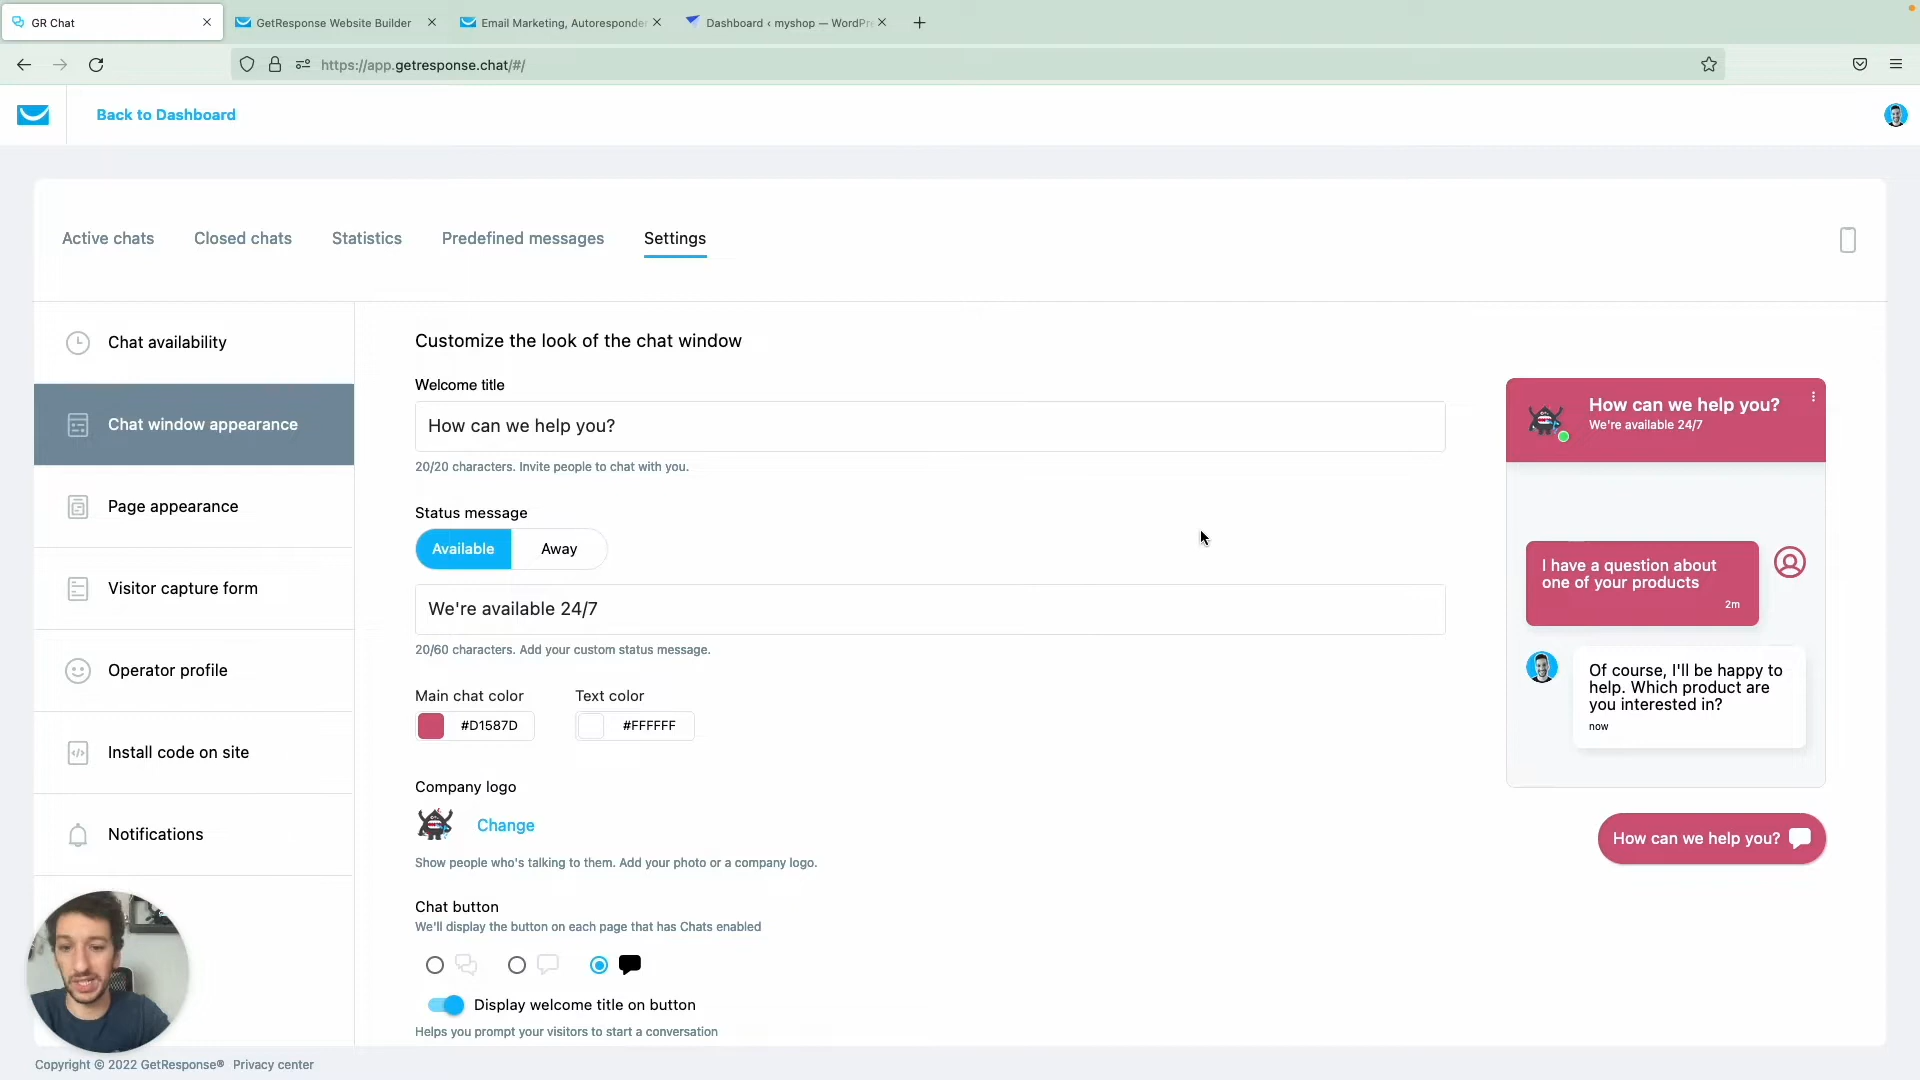 GR Chat
GetResponse Website Builder
Email Marketing, Autoresponder
Dashboard ‹ myshop — WordPr
https://app.getresponse.chat/#/
Back to Dashboard
Active chats
Closed chats
Statistics
Predefined messages
Settings
Chat availability
Chat window appearance
Page appearance
Visitor capture form
Operator profile
Install code on site
Notifications
Customize the look of the chat window
Welcome title
How can we help you?
20/20 characters. Invite people to chat with you.
Status message
Available
Away
We're available 24/7
20/60 characters. Add your custom status message.
Main chat color
Text color
#D1587D
#FFFFFF
Company logo
Change
Show people who's talking to them. Add your photo or a company logo.
Chat button
We'll display the button on each page that has Chats enabled
Display welcome title on button
Helps you prompt your visitors to start a conversation
How can we help you?
We're available 24/7
I have a question about
one of your products
2m
Of course, I'll be happy to
help. Which product are
you interested in?
now
How can we help you?
Copyright © 2022 GetResponse®
Privacy center